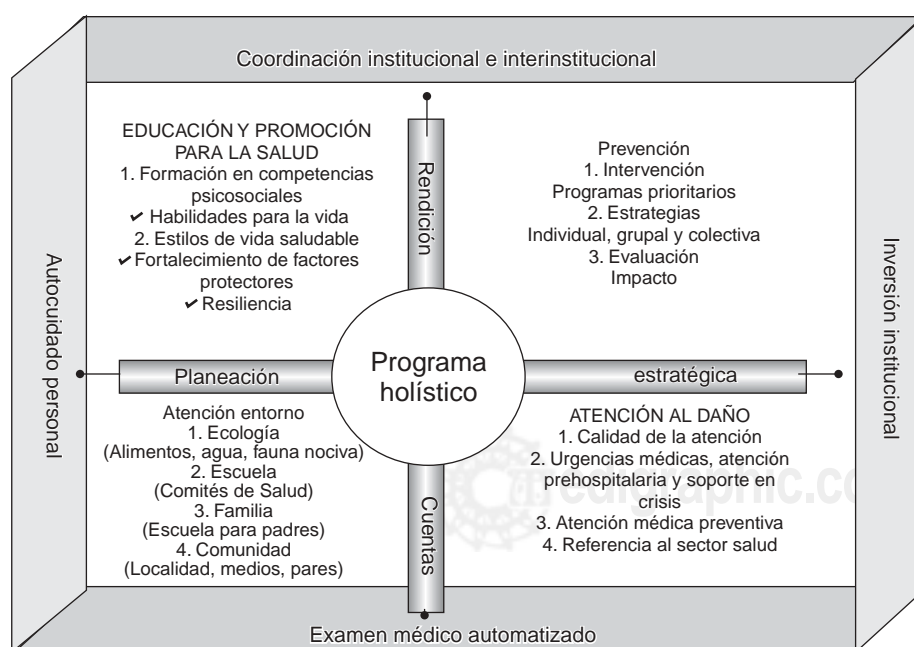 Coordinación institucional e interinstitucional
EDUCACIÓN Y PROMOCIÓN
PARA LA SALUD
1. Formación en competencias
psicosociales
✔ Habilidades para la vida
2. Estilos de vida saludable
✔ Fortalecimiento de factores
protectores
✔ Resiliencia
Rendición
Prevención
1. Intervención
Programas prioritarios
2. Estrategias
Individual, grupal y colectiva
3. Evaluación
Impacto
Autocuidado personal
Inversión institucional
Planeación
Programa
holístico
estratégica
Atención entorno
1. Ecología
(Alimentos, agua, fauna nociva)
2. Escuela
(Comités de Salud)
3. Familia
(Escuela para padres)
4. Comunidad
(Localidad, medios, pares)
Cuentas
ATENCIÓN AL DAÑO
1. Calidad de la atención
2. Urgencias médicas, atención
prehospitalaria y soporte en
crisis
3. Atención médica preventiva
4. Referencia al sector salud
Examen médico automatizado